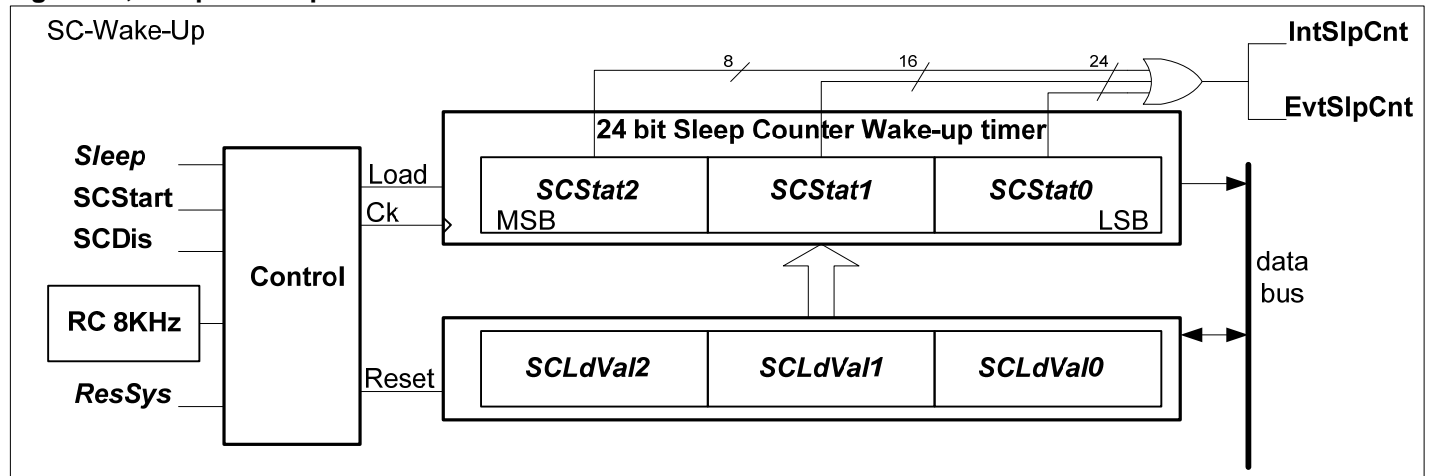 SC-Wake-Up
IntSlpCnt
8
16
24
EvtSlpCnt
24 bit Sleep Counter Wake-up timer
Sleep
SCStart
SCDis
Load
Ck
SCStat2
SCStat1
SCStat0
MSB
LSB
Control
data
bus
RC 8KHz
SCLdVal2
SCLdVal1
SCLdVal0
Reset
ResSys